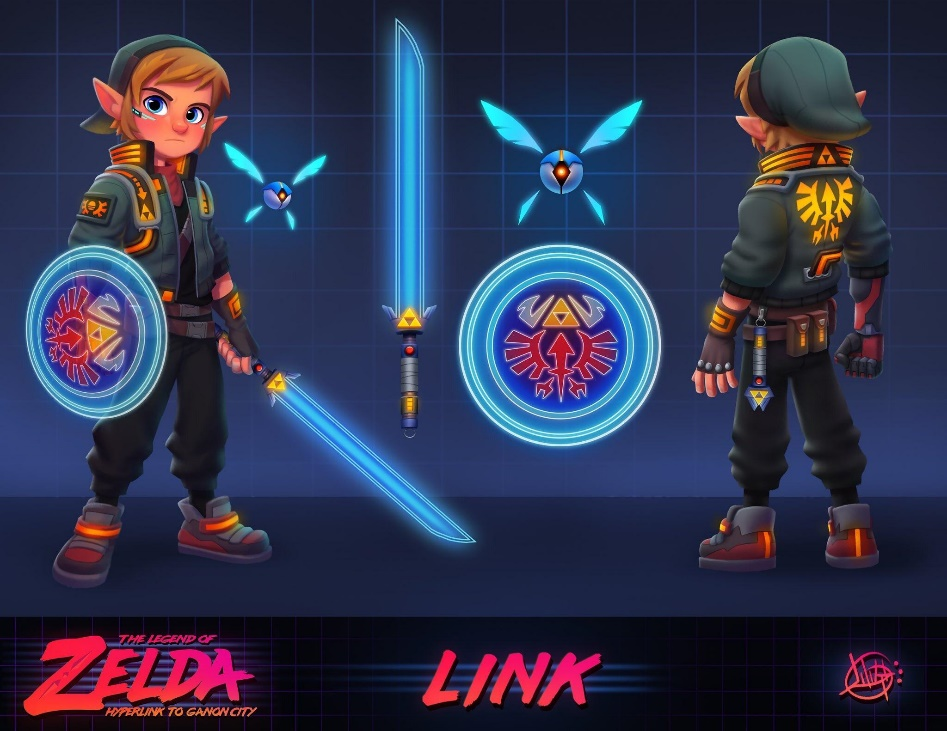 THE LEGEND OF
ZELDA
HYPERLINK TO GANON CITY
LINK